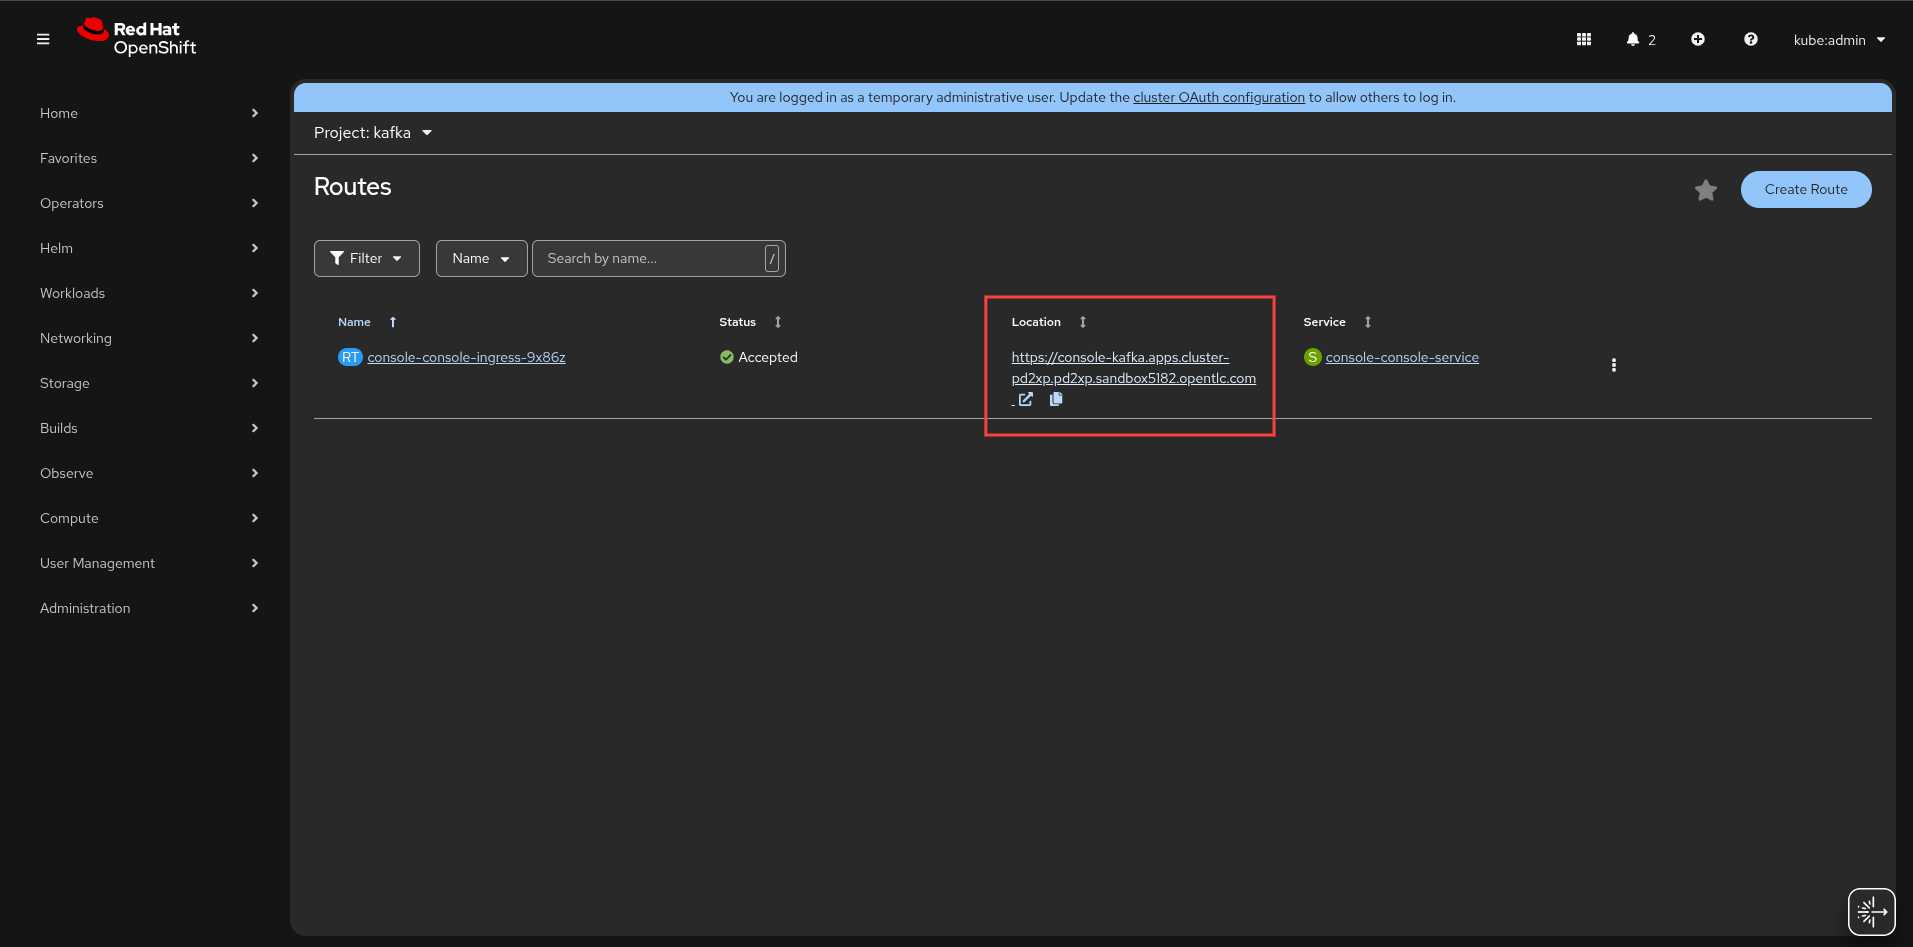 Red Hat
OpenShift
2
kube:admin
Home
Favorites
Operators
Helm
Workloads
Networking
Storage
Builds
Observe
Compute
User Management
Administration
You are logged in as a temporary administrative user. Update the cluster OAuth configuration to allow others to log in.
Project: kafka
Routes
Create Route
Filter
Name
Search by name...
/
Name Status Location Service
RT console-console-ingress-9x86z
Accepted
https://console-kafka.apps.cluster-
pd2xp.pd2xp.sandbox5182.opentlc.com
S console-console-service